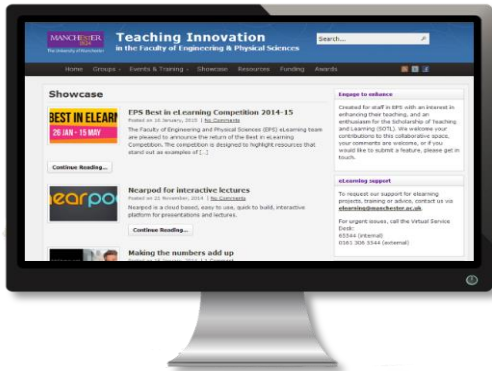 MANCHESTER
1824
The University of Manchester
Teaching Innovation
in the Faculty of Engineering & Physical Sciences
Search...
Home Groups Events & Training Showcase Resources Funding Awards
Showcase
BEST IN ELEARN
26 JAN - 15 MAY
EPS Best in eLearning Competition 2014-15
Posted on 16 January, 2015 | No Comments
The Faculty of Engineering and Physical Sciences (EPS) eLearning team
are pleased to announce the return of the Best in eLearning
Competition. The competition is designed to highlight resources that
stand out as examples of [...]
Continue Reading...
earpo
Nearpod for interactive lectures
Posted on 21 November, 2014 | No Comments
Nearpod is a cloud based, easy to use, quick to build, interactive
platform for presentations and lectures.
Continue Reading...
Making the numbers add up
Engage to enhance
Created for staff in EPS with an interest in
enhancing their teaching, and an
enthusiasm for the Scholarship of Teaching
and Learning (SOTL). We welcome your
contributions to this collaborative space,
your comments are welcome, or if you
would like to submit a feature, please get in
touch.
eLearning support
To request our support for elearning
projects, training or advice, contact us via
elearning@manchester.ac.uk.
For urgent issues, call the Virtual Service
Desk:
65544 (internal)
0161 306 5544 (external)